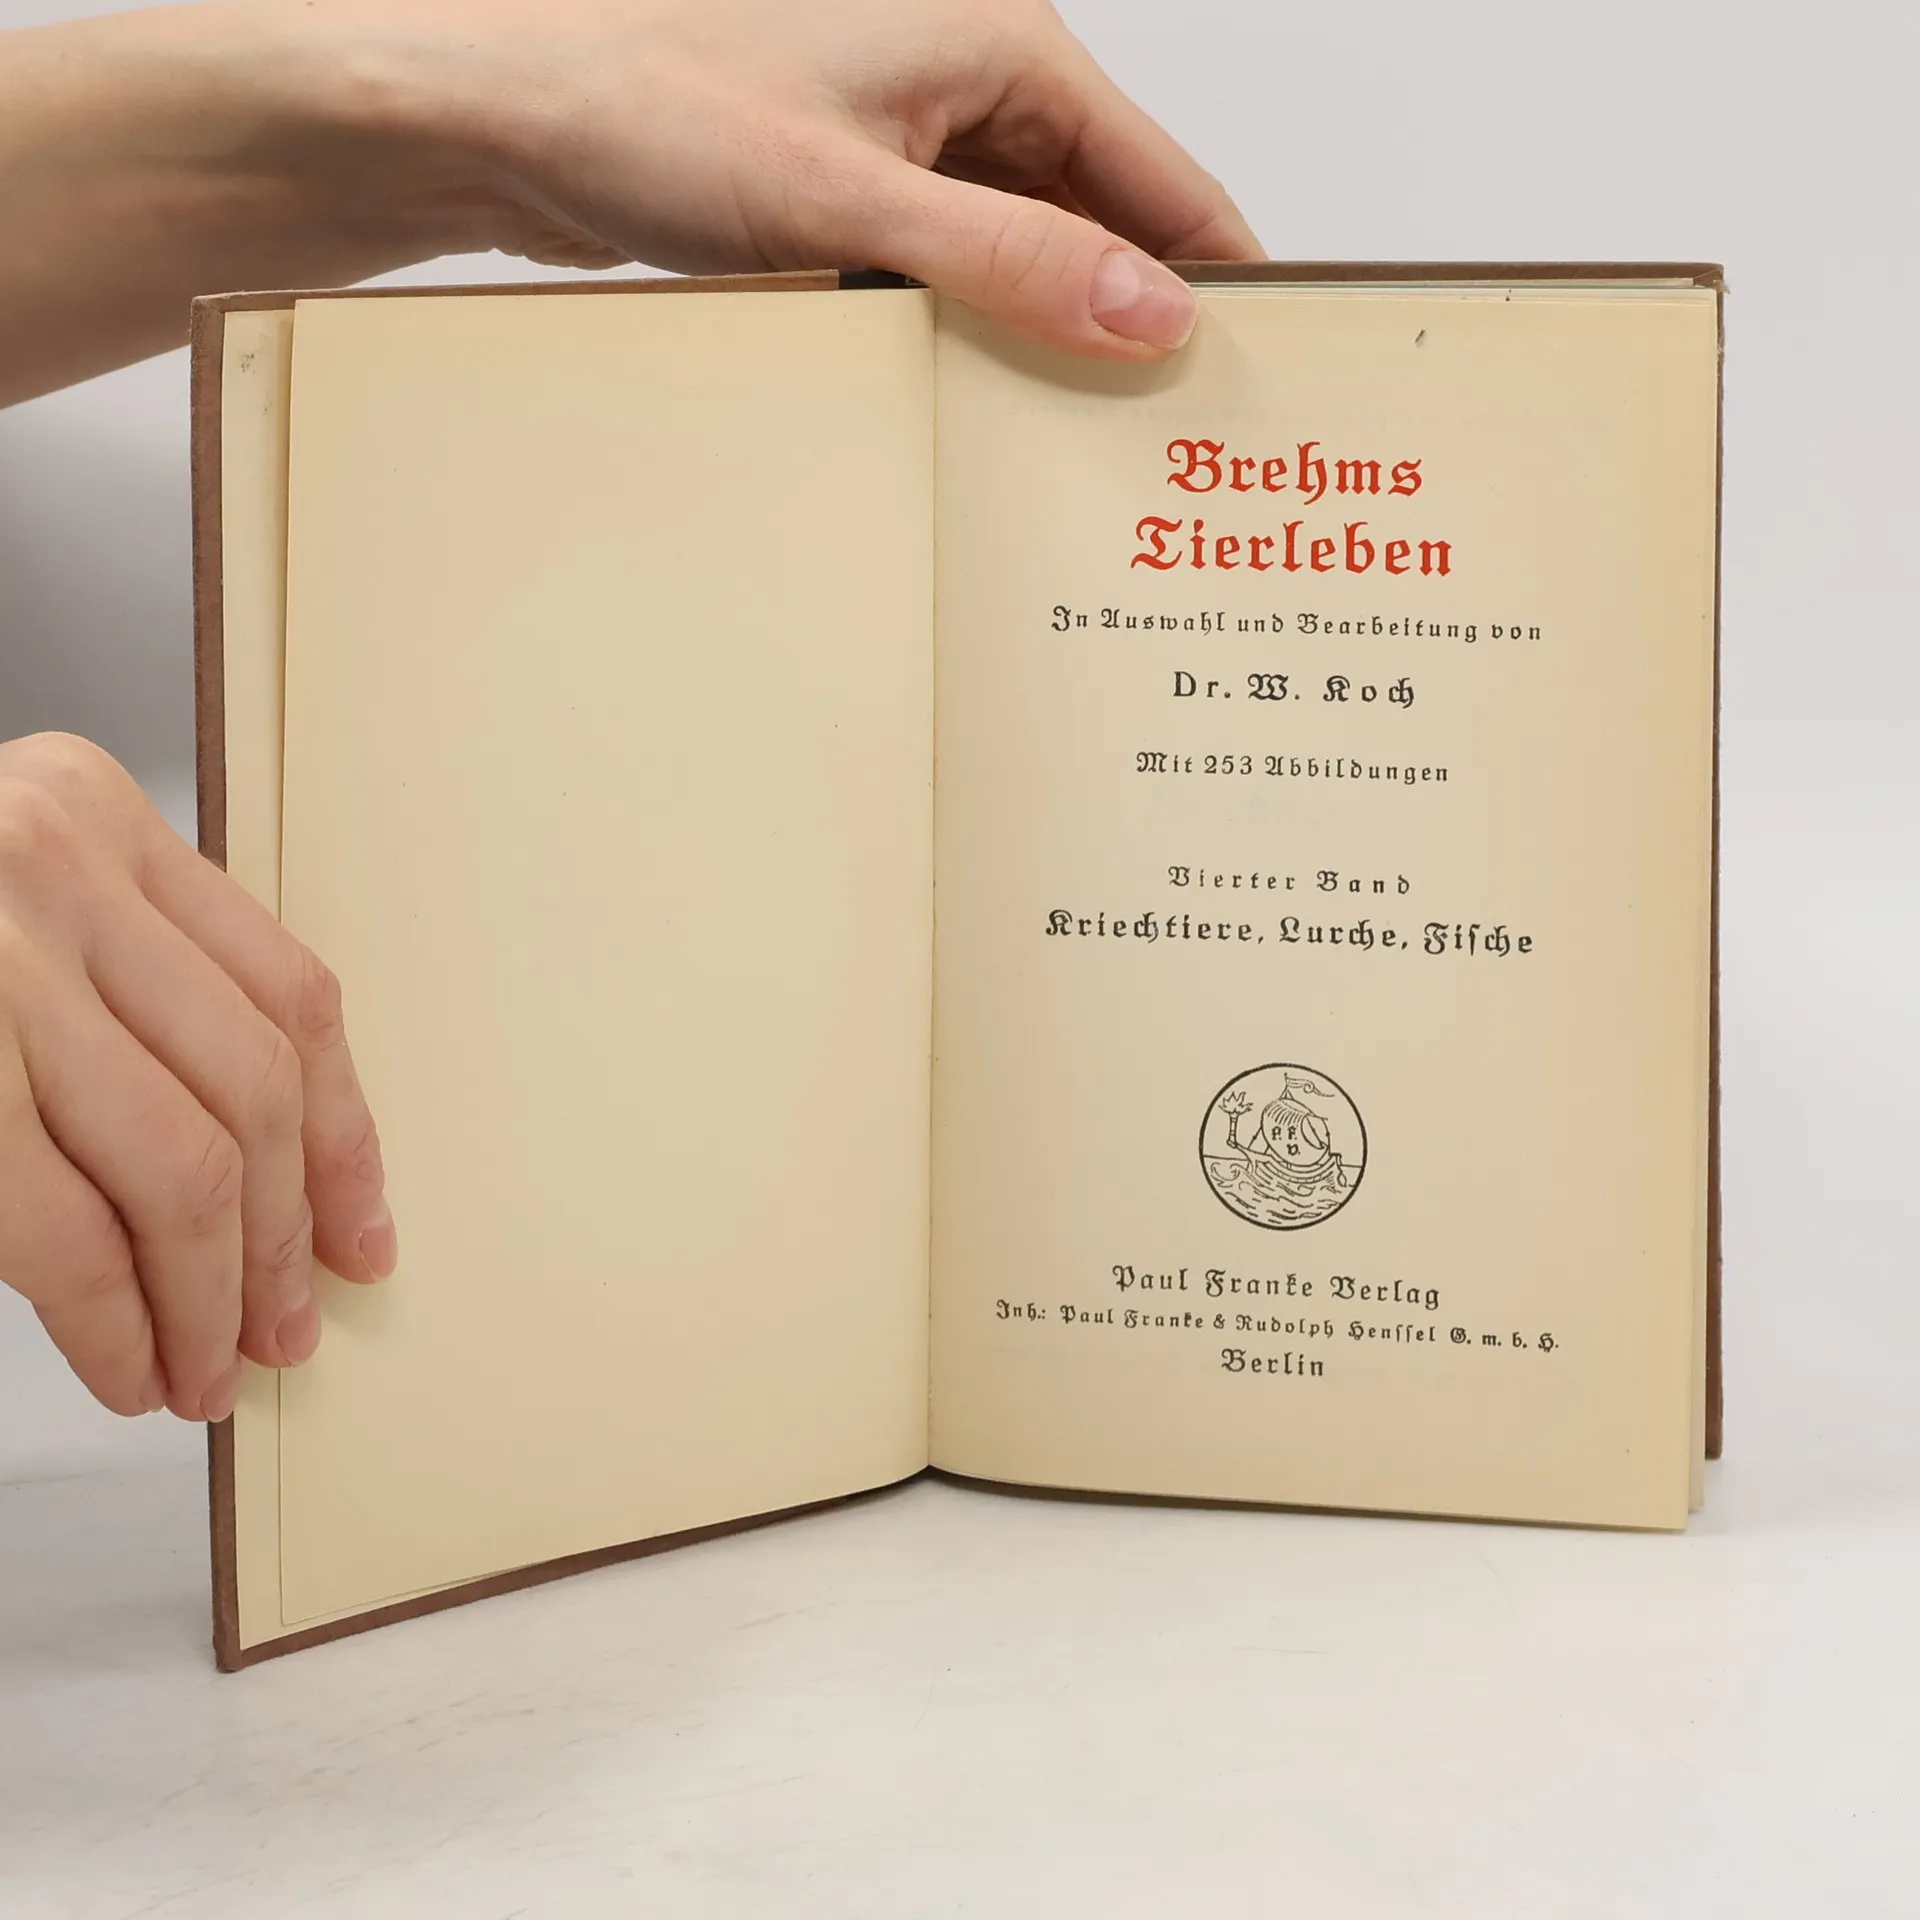 Brehms
Tierleben
In Auswahl und Bearbeitung von
Dr. W. Koch
Mit 253 Abbildungen
Vierter Band
Kriechtiere, Lurche, Fiſche
P. F.
V.
Paul Franke Verlag
Inh.: Paul Franke & Rudolph Henſſel G. m. b. H.
Berlin